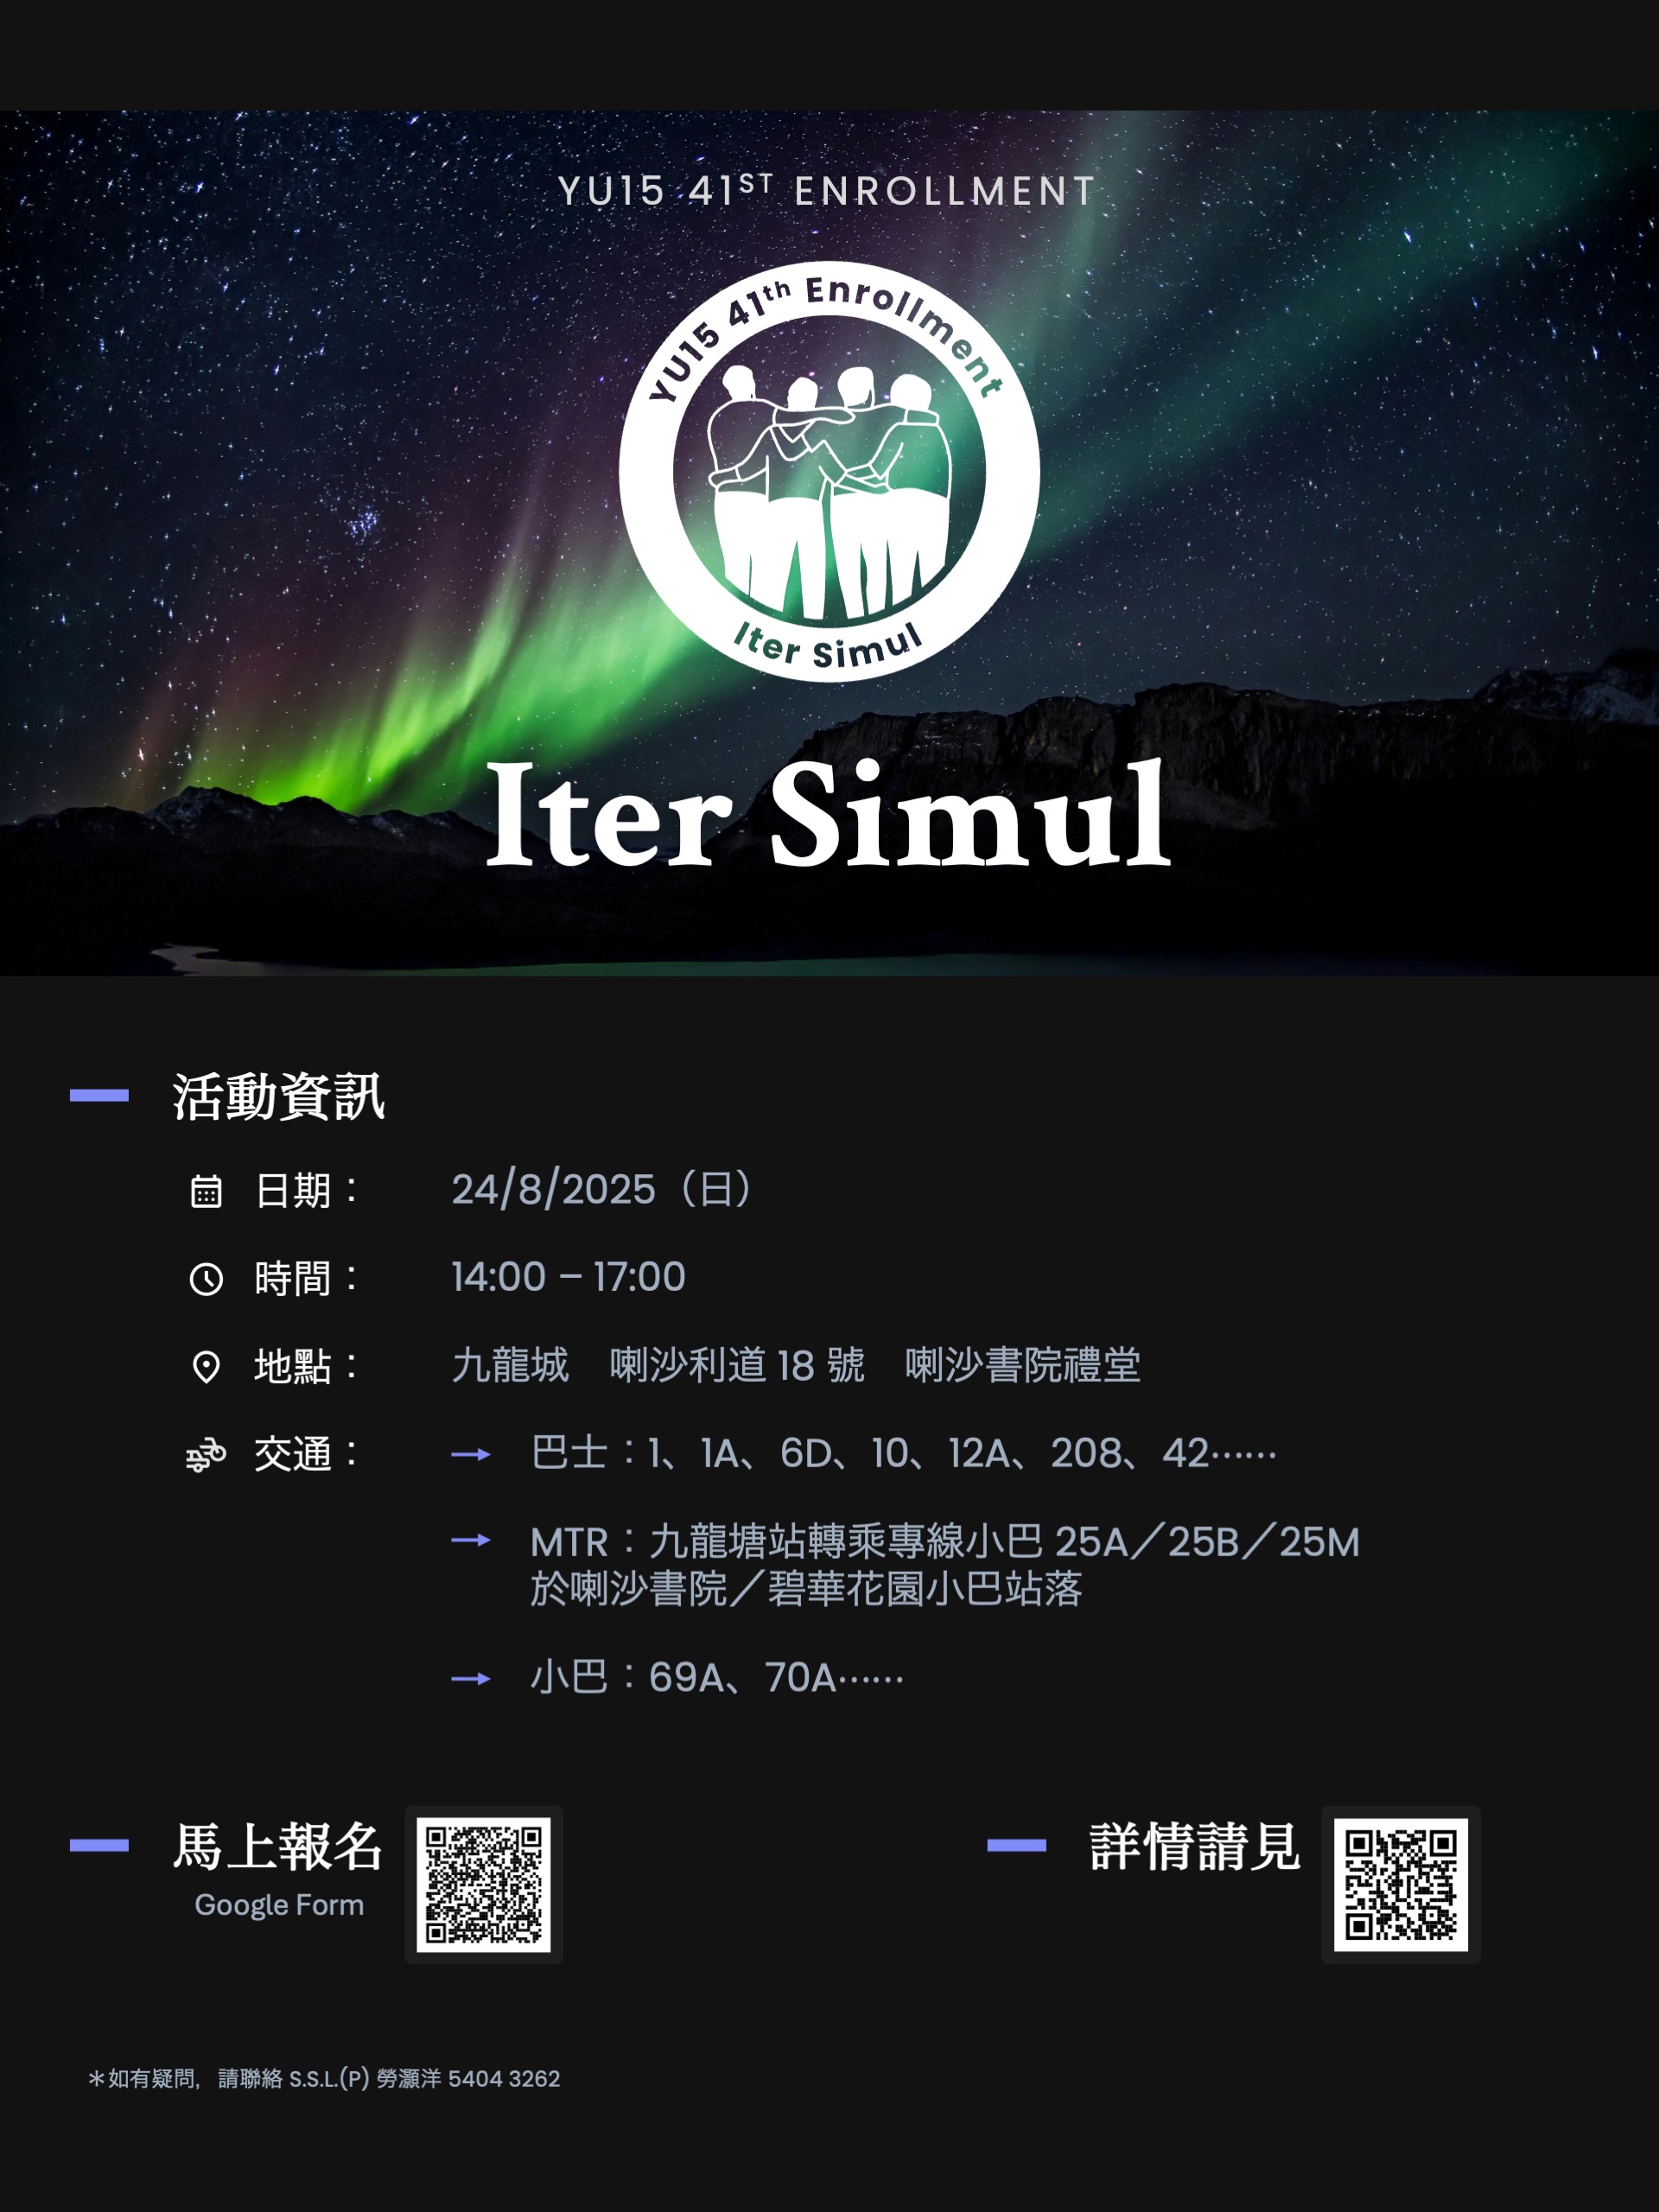 YU15 41ST ENROLLMENT
YU15 41th Enrollment
Iter Simul
Iter Simul
活動資訊
日期：　24/8/2025（日）
時間：　14:00 – 17:00
地點：　九龍城　喇沙利道 18 號　喇沙書院禮堂
交通：　→　巴士：1、1A、6D、10、12A、208、42⋯⋯
→　MTR：九龍塘站轉乘專線小巴 25A／25B／25M
於喇沙書院／碧華花園小巴站落
→　小巴：69A、70A⋯⋯
馬上報名
Google Form
詳情請見
＊如有疑問，請聯絡 S.S.L.(P) 勞灝洋 5404 3262